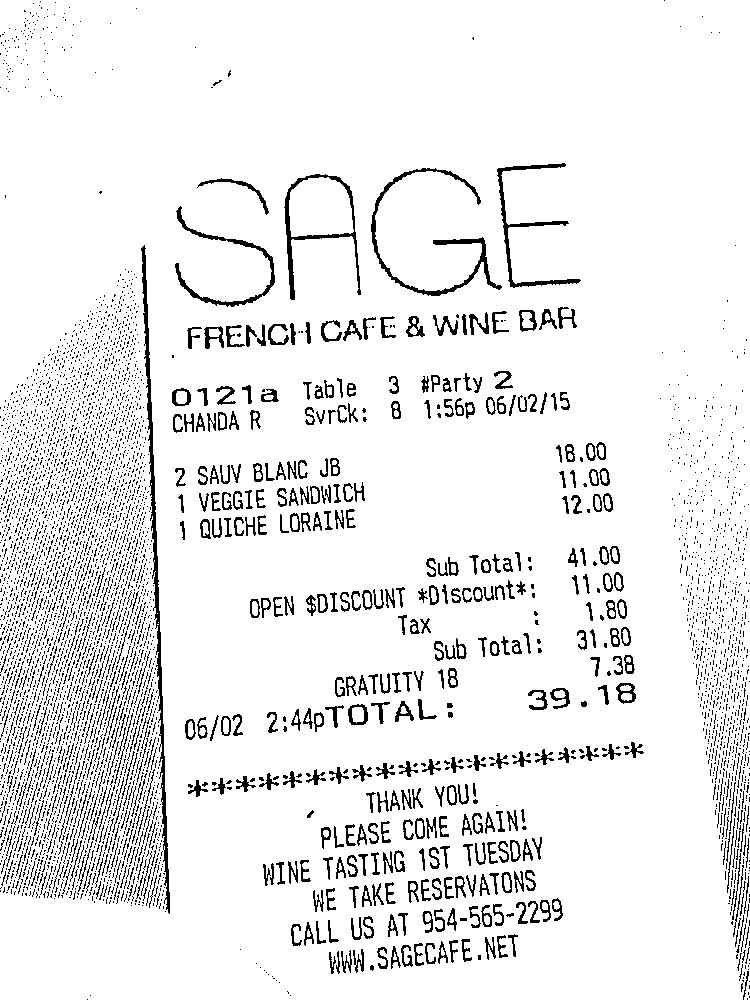 SAGE
FRENCH CAFE & WINE BAR
0121a Table 3 #Party 2
CHANDA R SvrCk: 8 1:56p 06/02/15
2 SAUV BLANC JB 18.00
1 VEGGIE SANDWICH 11.00
1 QUICHE LORAINE 12.00
Sub Total: 41.00
OPEN $DISCOUNT *Discount*: 11.00
Tax : 1.80
Sub Total: 31.80
GRATUITY 18 7.38
06/02 2:44pTOTAL: 39.18
******************************
THANK YOU!
PLEASE COME AGAIN!
WINE TASTING 1ST TUESDAY
WE TAKE RESERVATONS
CALL US AT 954-565-2299
WWW.SAGECAFE.NET